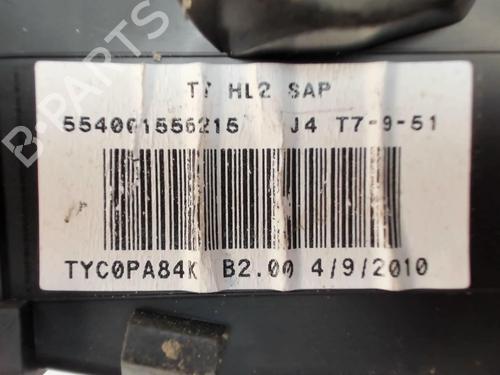 T7 HL2 SAP
554001556215 J4 T7-9-51
TYC0PA84K B2.00 4/9/2010